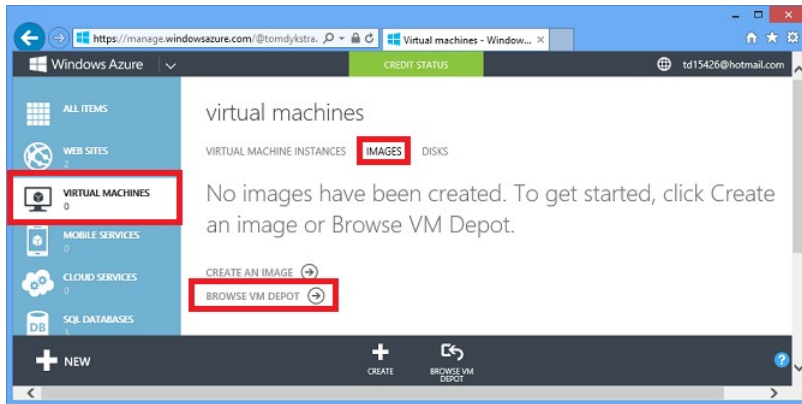 https://manage.windowsazure.com/@tomdykstra.
Virtual machines - Window...
Windows Azure
CREDIT STATUS
td15426@hotmail.com
ALL ITEMS
WEB SITES
2
VIRTUAL MACHINES
0
MOBILE SERVICES
0
CLOUD SERVICES
0
DB
SQL DATABASES
virtual machines
VIRTUAL MACHINE INSTANCES
IMAGES
DISKS
No images have been created. To get started, click Create
an image or Browse VM Depot.
CREATE AN IMAGE
BROWSE VM DEPOT
NEW
CREATE
BROWSE VM
DEPOT
?